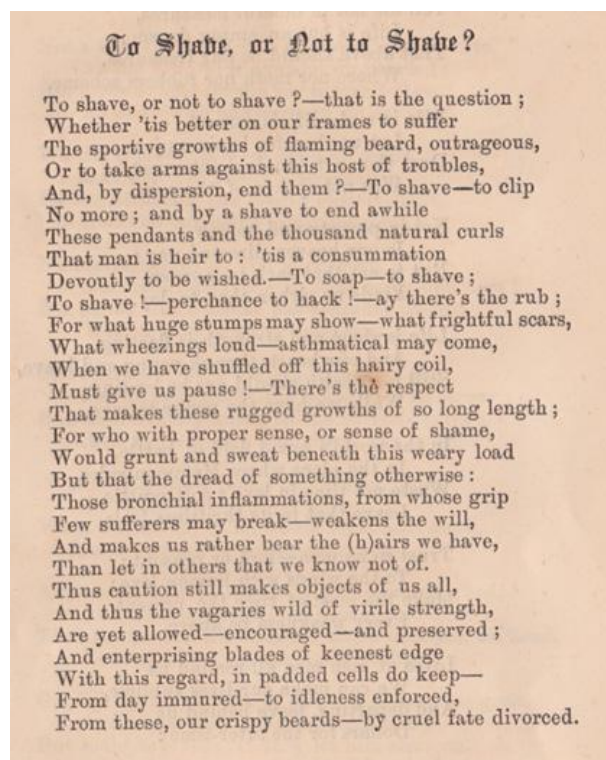 To Shave, or Not to Shave?
To shave, or not to shave ?—that is the question ;
Whether 'tis better on our frames to suffer
The sportive growths of flaming beard, outrageous,
Or to take arms against this host of troubles,
And, by dispersion, end them ?—To shave—to clip
No more ; and by a shave to end awhile
These pendants and the thousand natural curls
That man is heir to : 'tis a consummation
Devoutly to be wished.—To soap—to shave ;
To shave !—perchance to hack !—ay there's the rub ;
For what huge stumps may show—what frightful scars,
What wheezings loud—asthmatical may come,
When we have shuffled off this hairy coil,
Must give us pause !—There's the respect
That makes these rugged growths of so long length ;
For who with proper sense, or sense of shame,
Would grunt and sweat beneath this weary load
But that the dread of something otherwise :
Those bronchial inflammations, from whose grip
Few sufferers may break—weakens the will,
And makes us rather bear the (h)airs we have,
Than let in others that we know not of.
Thus caution still makes objects of us all,
And thus the vagaries wild of virile strength,
Are yet allowed—encouraged—and preserved ;
And enterprising blades of keenest edge
With this regard, in padded cells do keep—
From day immured—to idleness enforced,
From these, our crispy beards—by cruel fate divorced.